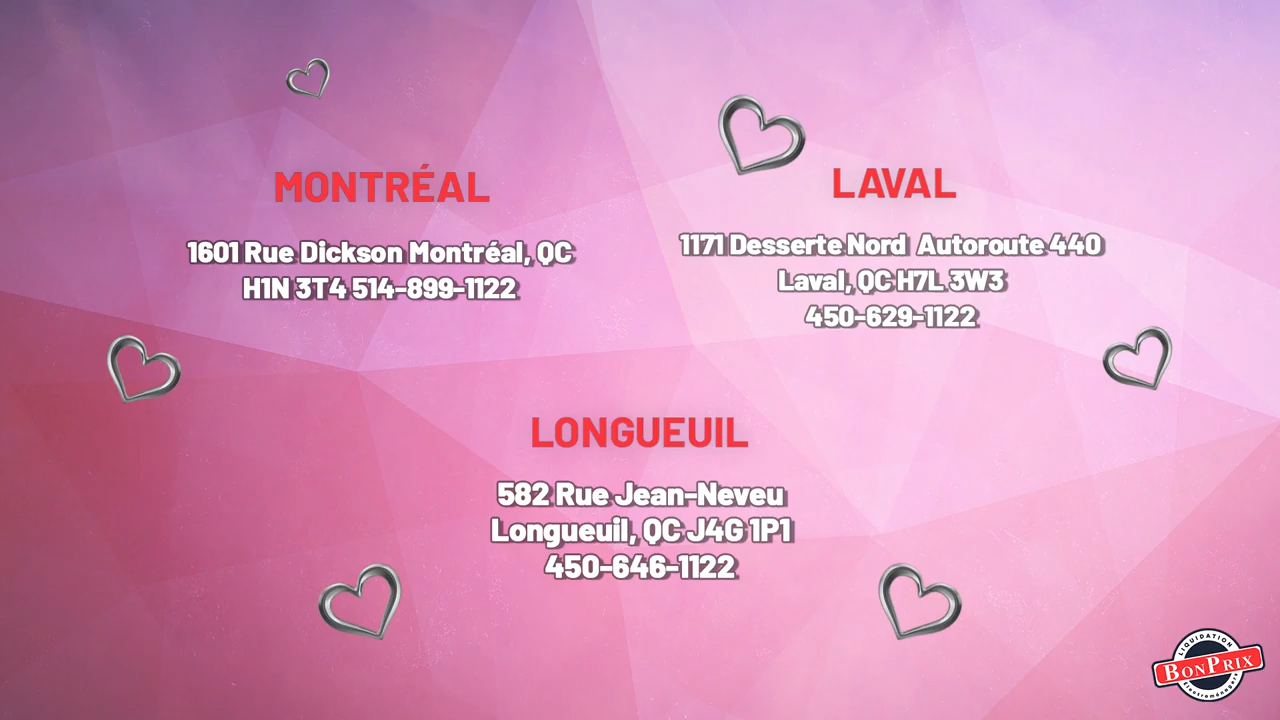 MONTRÉAL
1601 Rue Dickson Montréal, QC
H1N 3T4 514-899-1122
LAVAL
1171 Desserte Nord  Autoroute 440
Laval, QC H7L 3W3
450-629-1122
LONGUEUIL
582 Rue Jean-Neveu
Longueuil, QC J4G 1P1
450-646-1122
LIQUIDATION
BONPRIX
Électroménagers